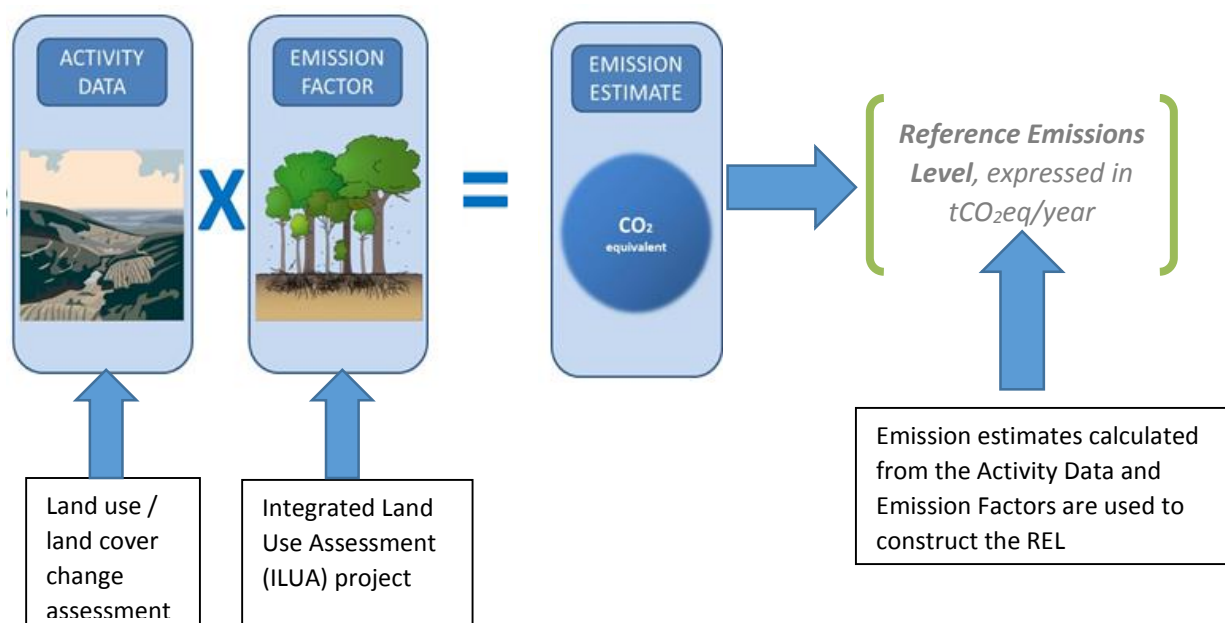 ACTIVITY
DATA
EMISSION
FACTOR
EMISSION
ESTIMATE
X
=
CO₂
equivalent
Reference Emissions
Level, expressed in
tCO₂eq/year
Land use /
land cover
change
assessment
Integrated Land
Use Assessment
(ILUA) project
Emission estimates calculated
from the Activity Data and
Emission Factors are used to
construct the REL